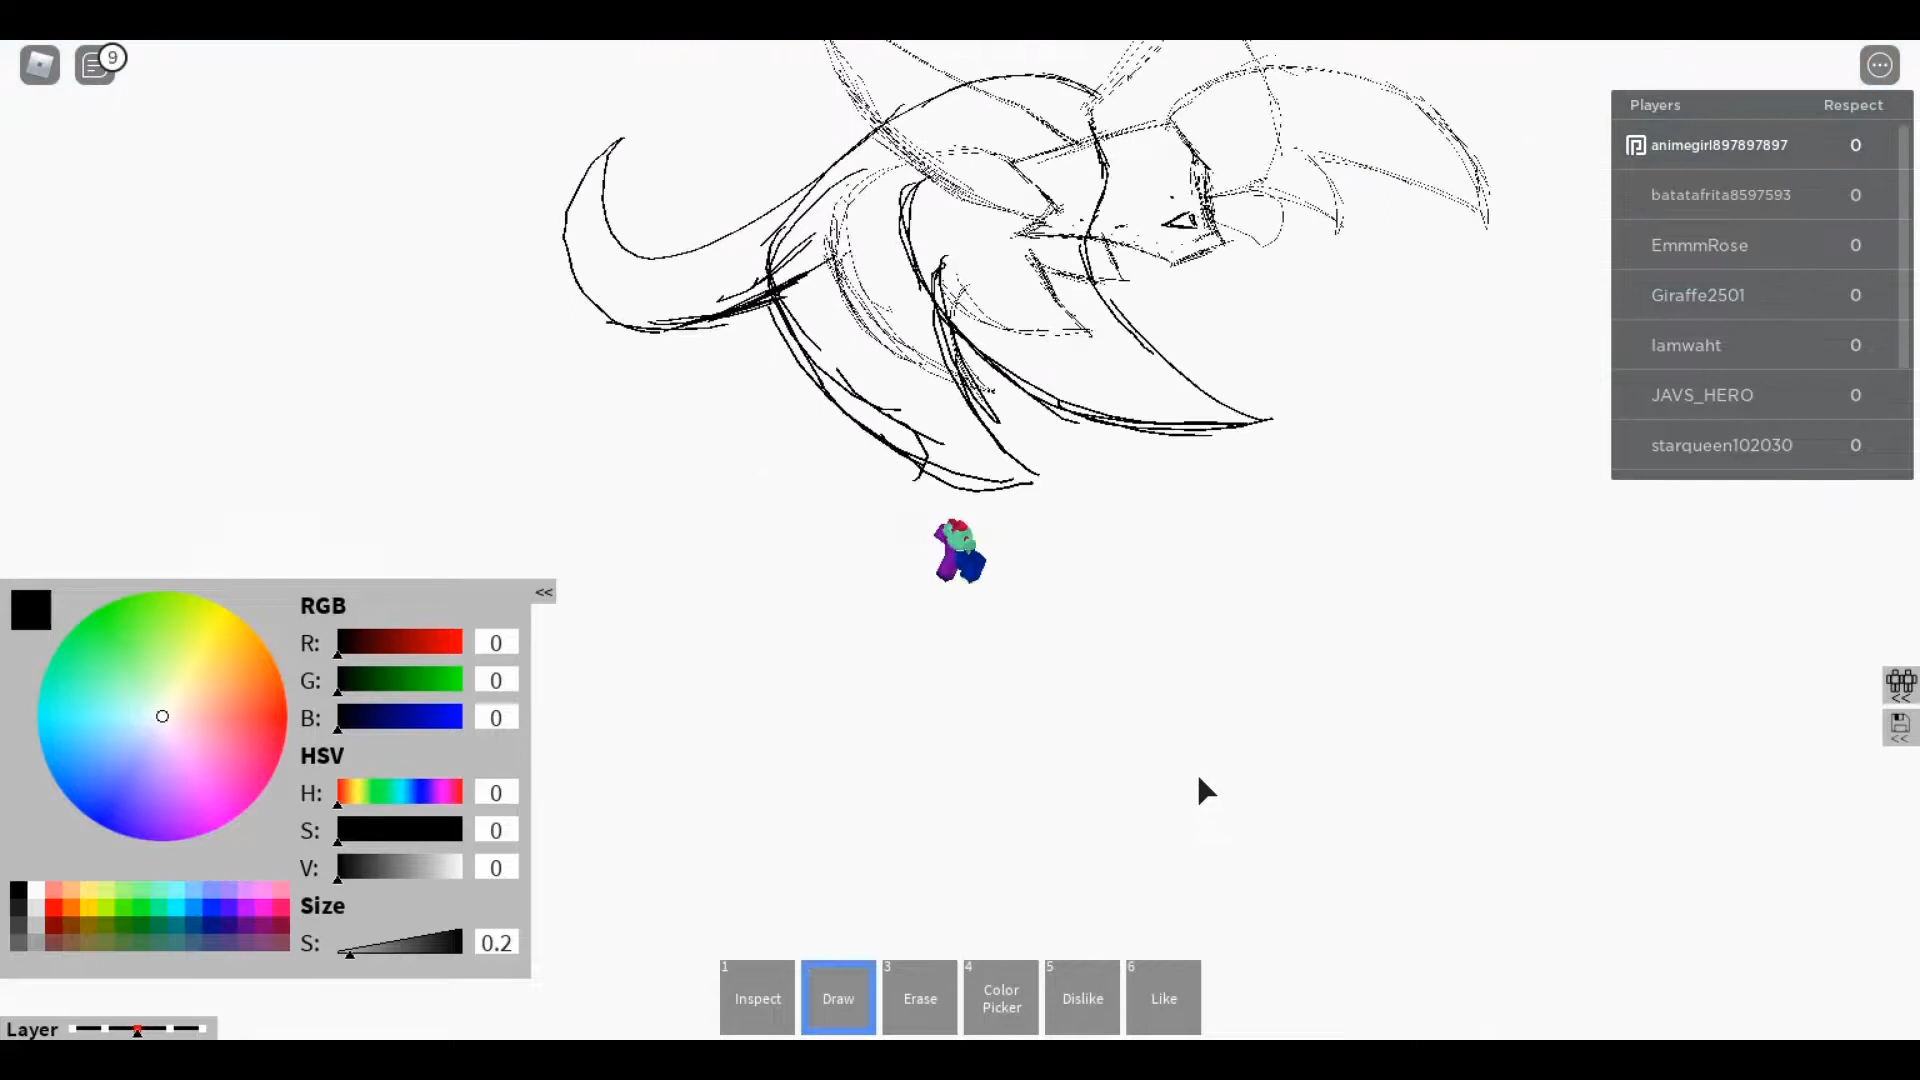 9
Players Respect
animegirl897897897 0
batatafrita8597593 0
EmmmRose 0
Giraffe2501 0
Iamwaht 0
JAVS_HERO 0
starqueen102030 0
<<
RGB
R: 0
G: 0
B: 0
HSV
H: 0
S: 0
V: 0
Size
S: 0.2
<<
<<
1 Inspect
Draw
3 Erase
4 Color Picker
5 Dislike
6 Like
Layer